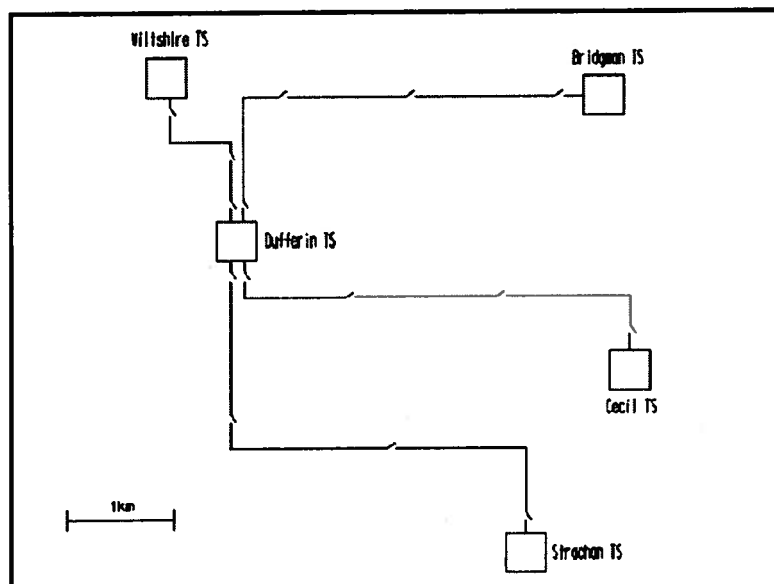 Wiltshire TS
Bridgman TS
Dufferin TS
Cecil TS
1km
Strachan TS